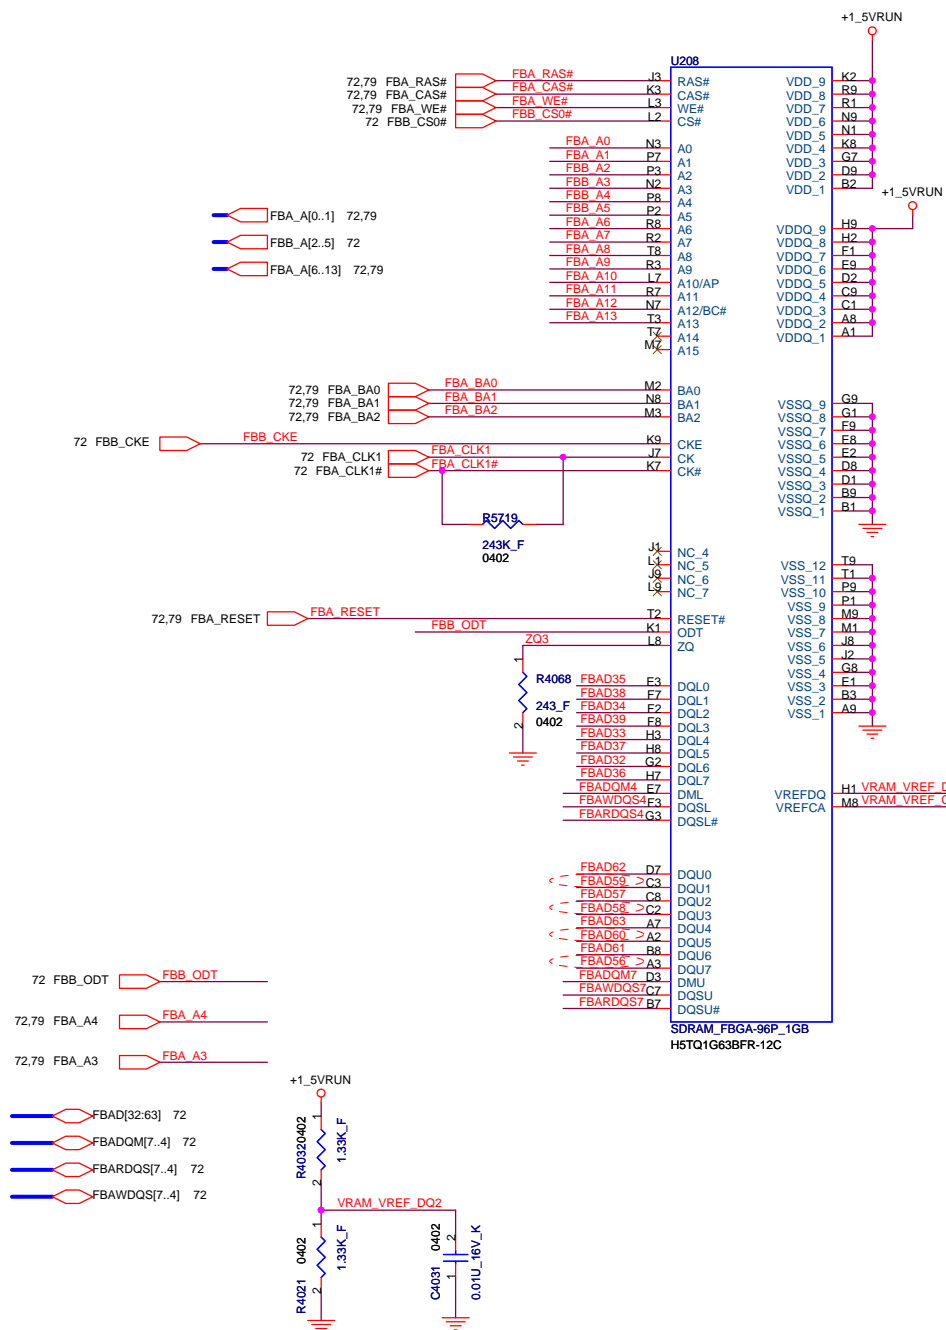 +1_5VRUN
U208
72,79 FBA_RAS# FBA_RAS# J3 RAS# VDD_9 K2
72,79 FBA_CAS# FBA_CAS# K3 CAS# VDD_8 R9
72,79 FBA_WE# FBA_WE# L3 WE# VDD_7 R1
72 FBB_CS0# FBB_CS0# L2 CS# VDD_6 N9
VDD_5 N1
FBA_A0 N3 A0 VDD_4 K8
FBA_A1 P7 A1 VDD_3 G7
FBB_A2 P3 A2 VDD_2 D9
FBB_A3 N2 A3 VDD_1 B2
+1_5VRUN
FBB_A4 P8 A4
FBA_A[0..1] 72,79 FBB_A5 P2 A5
FBA_A6 R8 A6 VDDQ_9 H9
FBB_A[2..5] 72 FBA_A7 R2 A7 VDDQ_8 H2
FBA_A8 T8 A8 VDDQ_7 F1
FBA_A[6..13] 72,79 FBA_A9 R3 A9 VDDQ_6 E9
FBA_A10 L7 A10/AP VDDQ_5 D2
FBA_A11 R7 A11 VDDQ_4 C9
FBA_A12 N7 A12/BC# VDDQ_3 C1
FBA_A13 T3 A13 VDDQ_2 A8
T7 A14 VDDQ_1 A1
M7 A15
72,79 FBA_BA0 FBA_BA0 M2 BA0
72,79 FBA_BA1 FBA_BA1 N8 BA1 VSSQ_9 G9
72,79 FBA_BA2 FBA_BA2 M3 BA2 VSSQ_8 G1
VSSQ_7 F9
72 FBB_CKE FBB_CKE K9 CKE VSSQ_6 E8
72 FBA_CLK1 FBA_CLK1 J7 CK VSSQ_5 E2
72 FBA_CLK1# FBA_CLK1# K7 CK# VSSQ_4 D8
VSSQ_3 D1
VSSQ_2 B9
VSSQ_1 B1
R5719
243K_F
0402
J1 NC_4
L1 NC_5 VSS_12 T9
J9 NC_6 VSS_11 T1
L9 NC_7 VSS_10 P9
VSS_9 P1
72,79 FBA_RESET FBA_RESET T2 RESET# VSS_8 M9
FBB_ODT K1 ODT VSS_7 M1
ZQ3 L8 ZQ VSS_6 J8
VSS_5 J2
1 VSS_4 G8
R4068 FBAD35 E3 DQL0 VSS_3 E1
FBAD38 F7 DQL1 VSS_2 B3
243_F FBAD34 F2 DQL2 VSS_1 A9
2 0402 FBAD39 F8 DQL3
FBAD33 H3 DQL4
FBAD37 H8 DQL5
FBAD32 G2 DQL6
FBAD36 H7 DQL7
FBADQM4 E7 DML VREFDQ H1 VRAM_VREF_D
FBAWDQS4 F3 DQSL VREFCA M8 VRAM_VREF_C
FBARDQS4 G3 DQSL#
FBAD62 D7 DQU0
FBAD59 C3 DQU1
FBAD57 C8 DQU2
FBAD58 C2 DQU3
FBAD63 A7 DQU4
FBAD60 A2 DQU5
FBAD61 B8 DQU6
FBAD56 A3 DQU7
FBADQM7 D3 DMU
FBAWDQS7 C7 DQSU
FBARDQS7 B7 DQSU#
SDRAM_FBGA-96P_1GB
H5TQ1G63BFR-12C
72 FBB_ODT FBB_ODT
72,79 FBA_A4 FBA_A4
72,79 FBA_A3 FBA_A3
+1_5VRUN
FBAD[32:63] 72
FBADQM[7..4] 72
FBARDQS[7..4] 72
FBAWDQS[7..4] 72
1 R4032 0402 1.33K_F 2
VRAM_VREF_DQ2
1 R4021 0402 1.33K_F 2
C4031 0402 0.01U_16V_K 2 1